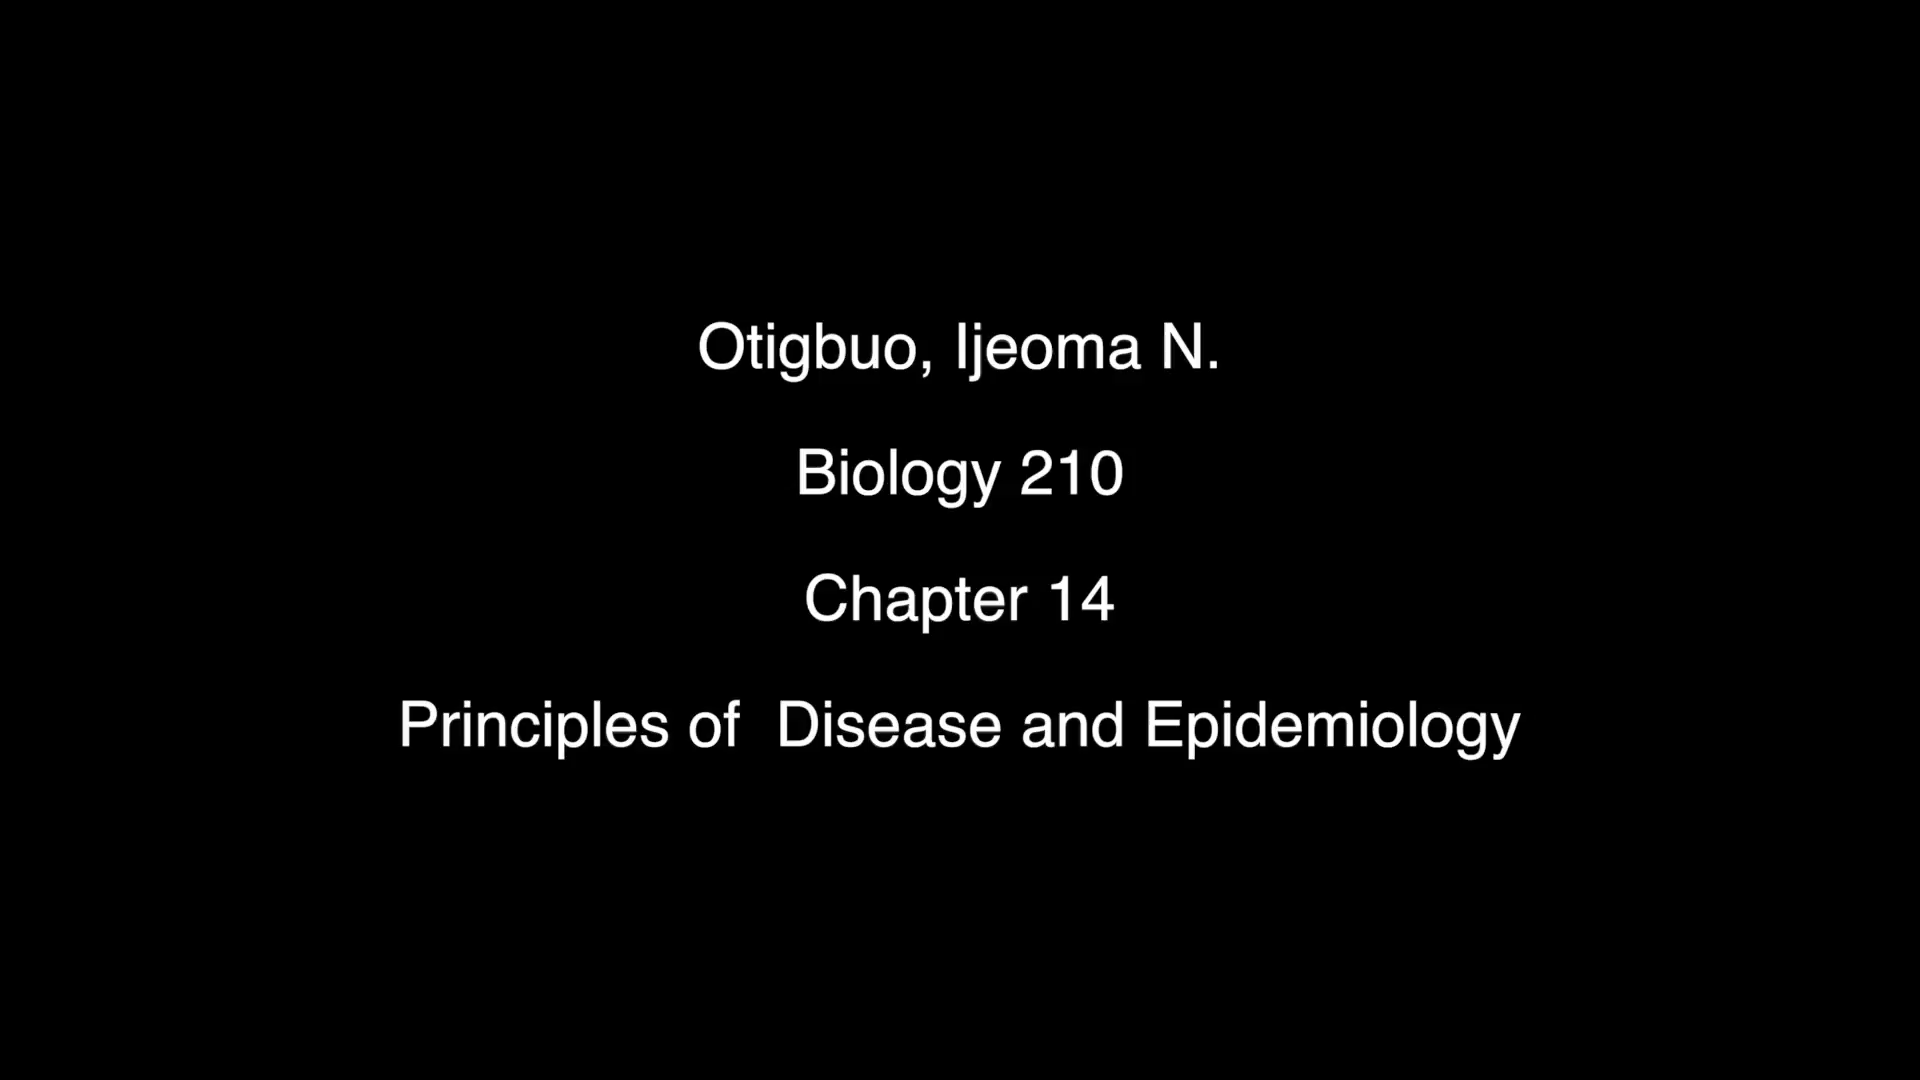 Otigbuo, Ijeoma N.
Biology 210
Chapter 14
Principles of  Disease and Epidemiology